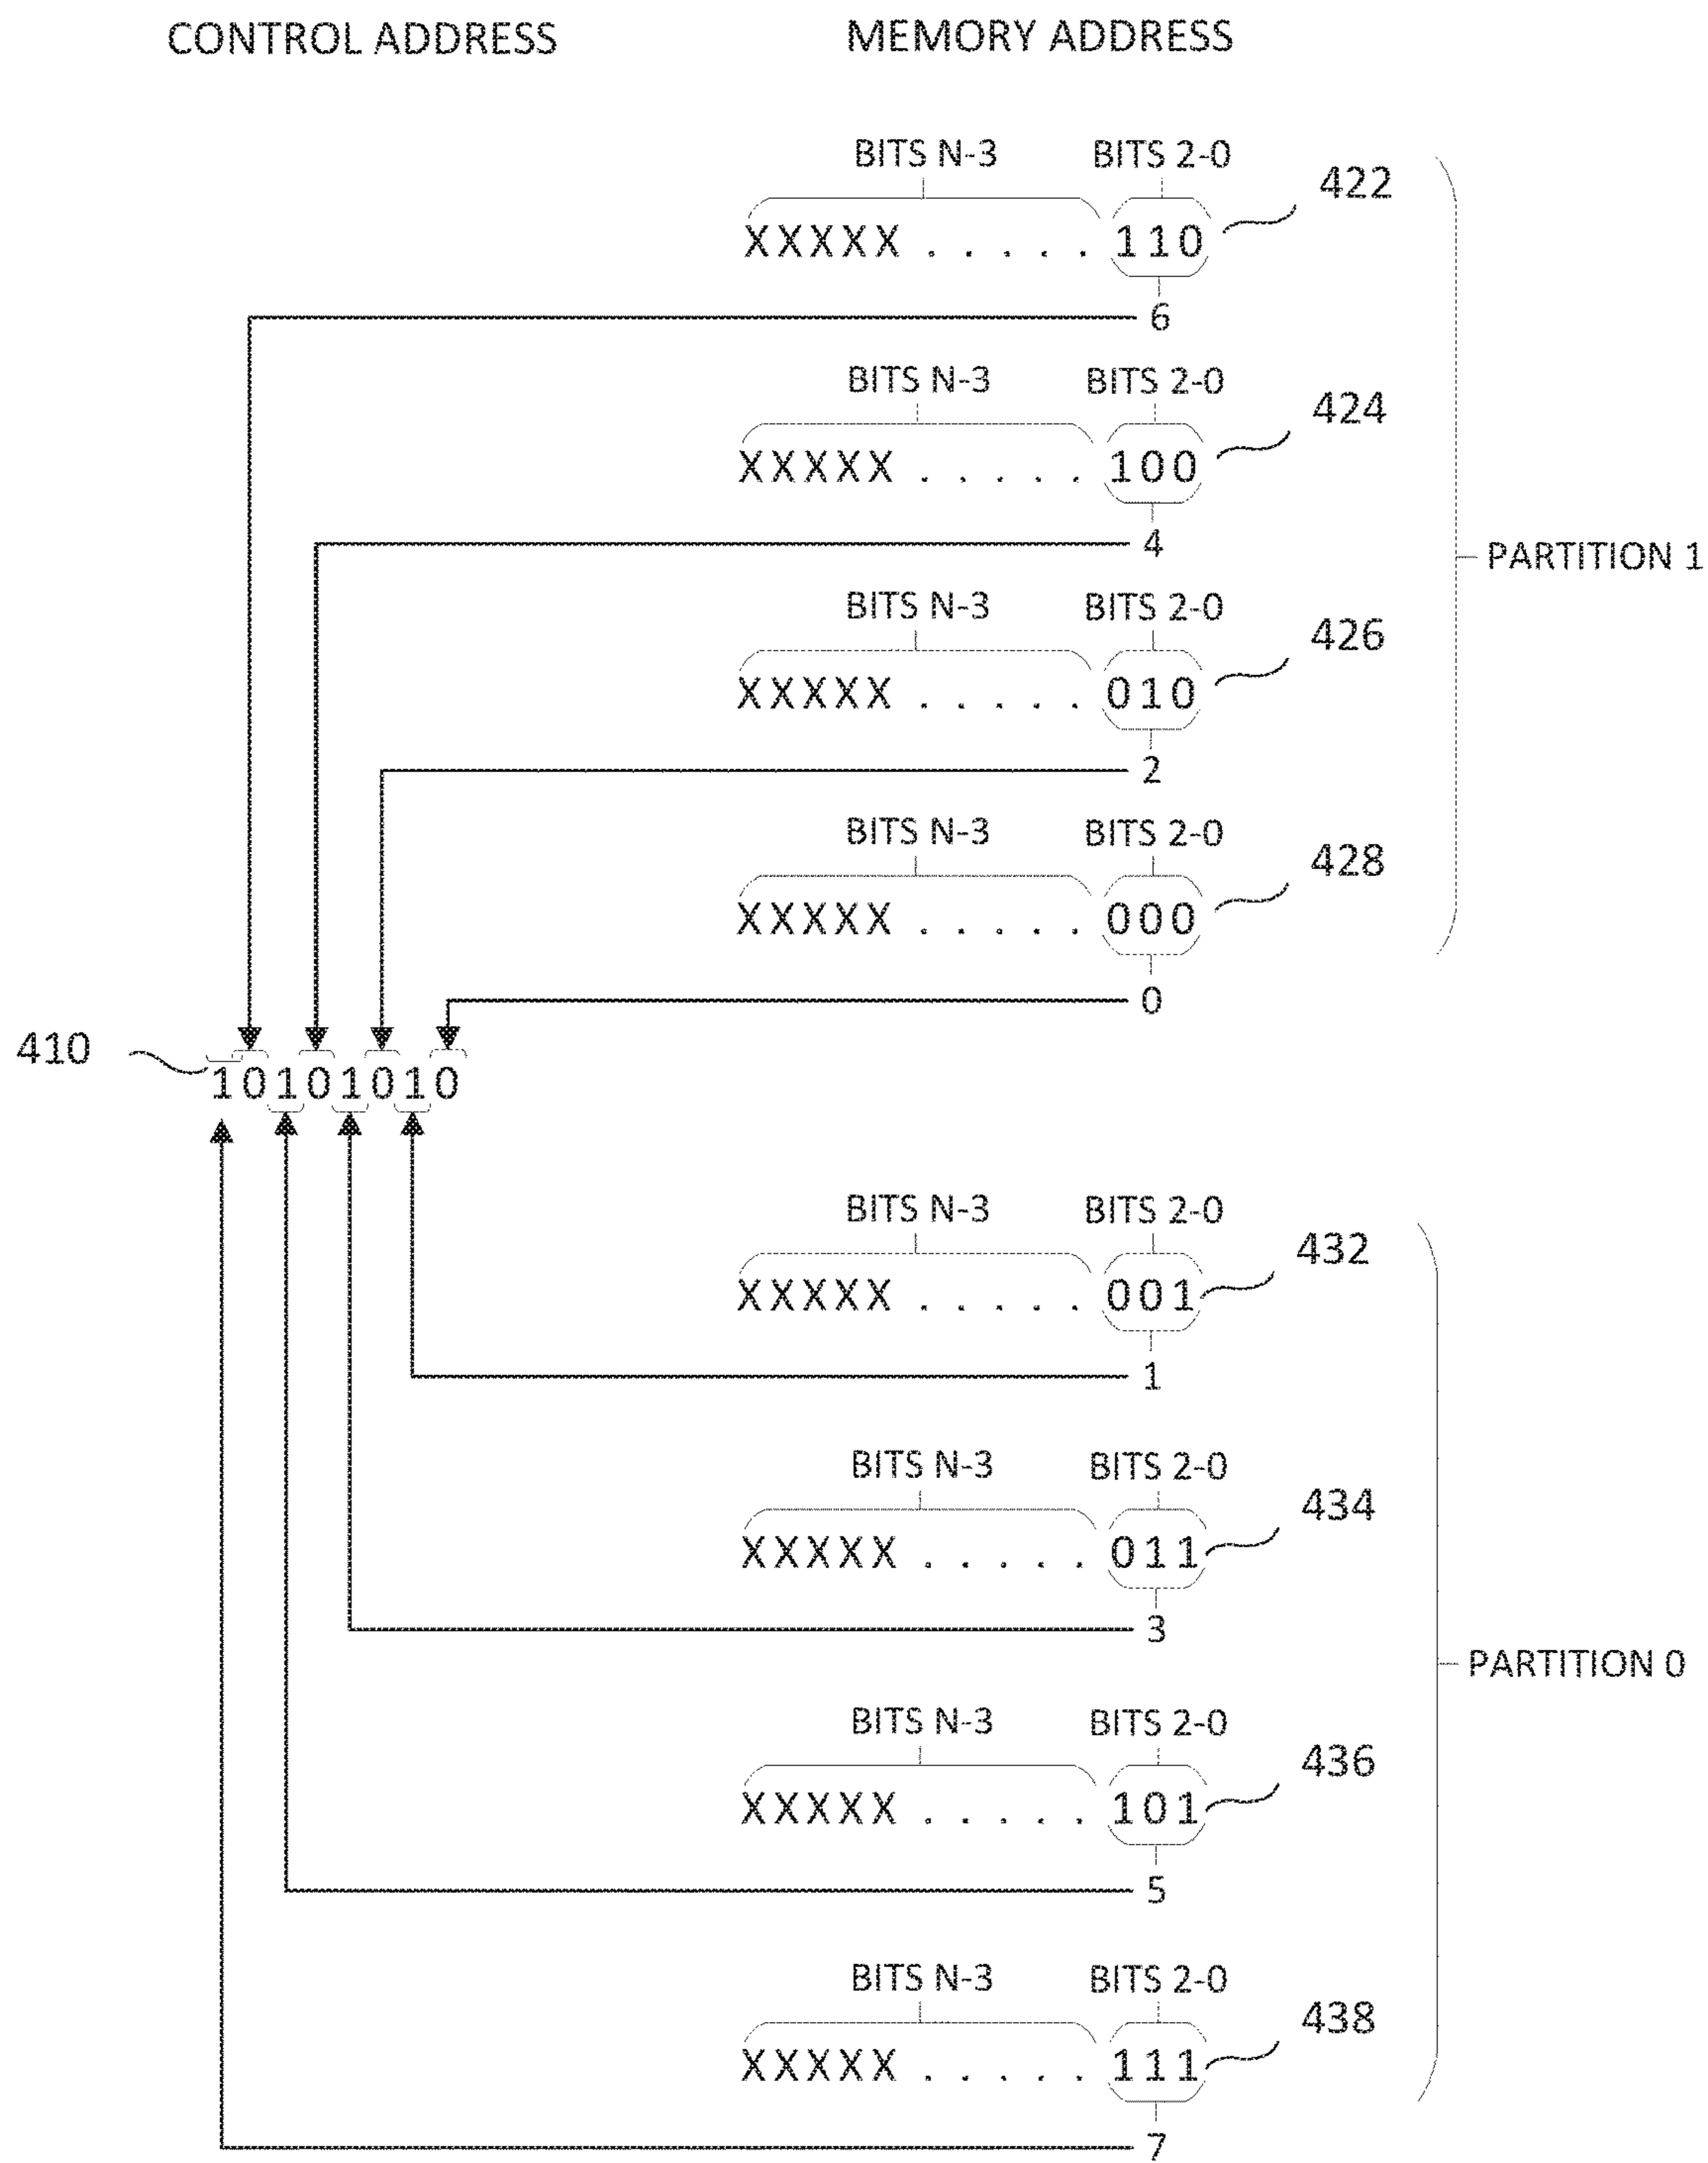 CONTROL ADDRESS MEMORY ADDRESS
BITS N-3 BITS 2-0
422
XXXXX . . . . . 110
6
BITS N-3 BITS 2-0
424
XXXXX . . . . . 100
4
PARTITION 1
BITS N-3 BITS 2-0
426
XXXXX . . . . . 010
2
BITS N-3 BITS 2-0
428
XXXXX . . . . . 000
0
410
10101010
BITS N-3 BITS 2-0
432
XXXXX . . . . . 001
1
BITS N-3 BITS 2-0
434
XXXXX . . . . . 011
3
PARTITION 0
BITS N-3 BITS 2-0
436
XXXXX . . . . . 101
5
BITS N-3 BITS 2-0
438
XXXXX . . . . . 111
7